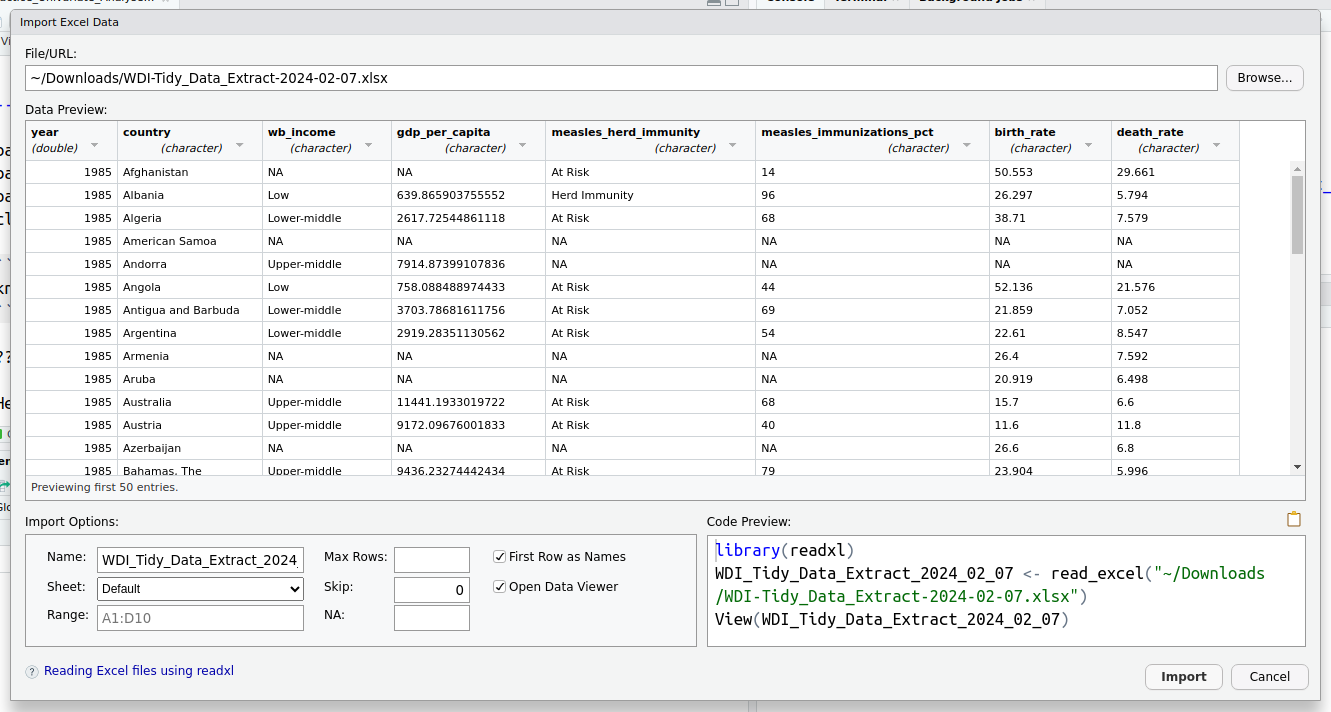 Import Excel Data
File/URL:
~/Downloads/WDI-Tidy_Data_Extract-2024-02-07.xlsx
Browse...
Data Preview:
year country wb_income gdp_per_capita measles_herd_immunity measles_immunizations_pct birth_rate death_rate
(double) (character) (character) (character) (character) (character) (character) (character)
1985 Afghanistan NA NA At Risk 14 50.553 29.661
1985 Albania Low 639.865903755552 Herd Immunity 96 26.297 5.794
1985 Algeria Lower-middle 2617.72544861118 At Risk 68 38.71 7.579
1985 American Samoa NA NA NA NA NA NA
1985 Andorra Upper-middle 7914.87399107836 NA NA NA NA
1985 Angola Low 758.088488974433 At Risk 44 52.136 21.576
1985 Antigua and Barbuda Lower-middle 3703.78681611756 At Risk 69 21.859 7.052
1985 Argentina Lower-middle 2919.28351130562 At Risk 54 22.61 8.547
1985 Armenia NA NA NA NA 26.4 7.592
1985 Aruba NA NA NA NA 20.919 6.498
1985 Australia Upper-middle 11441.1933019722 At Risk 68 15.7 6.6
1985 Austria Upper-middle 9172.09676001833 At Risk 40 11.6 11.8
1985 Azerbaijan NA NA NA NA 26.6 6.8
1985 Bahamas, The Upper-middle 9436.23274442434 At Risk 79 23.904 5.996
Previewing first 50 entries.
Import Options:
Name: WDI_Tidy_Data_Extract_2024_ Max Rows: First Row as Names
Sheet: Default Skip: 0 Open Data Viewer
Range: A1:D10 NA:
Code Preview:
library(readxl)
WDI_Tidy_Data_Extract_2024_02_07 <- read_excel("~/Downloads
/WDI-Tidy_Data_Extract-2024-02-07.xlsx")
View(WDI_Tidy_Data_Extract_2024_02_07)
? Reading Excel files using readxl
Import Cancel